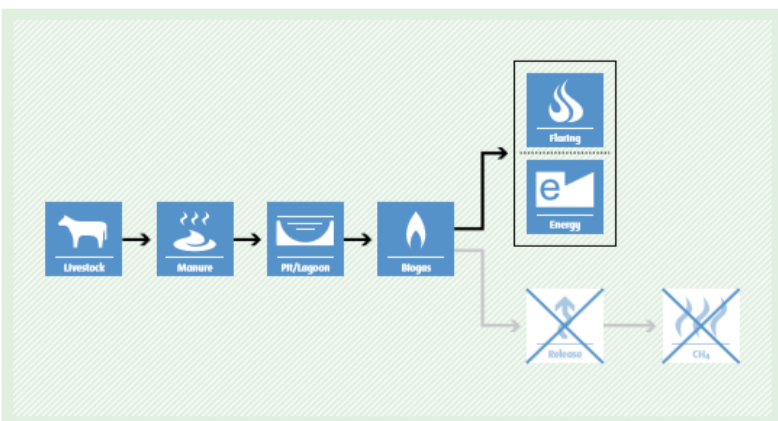 Flaring
e
Energy
Livestock
Manure
Pit/Lagoon
Biogas
Release
CH₄